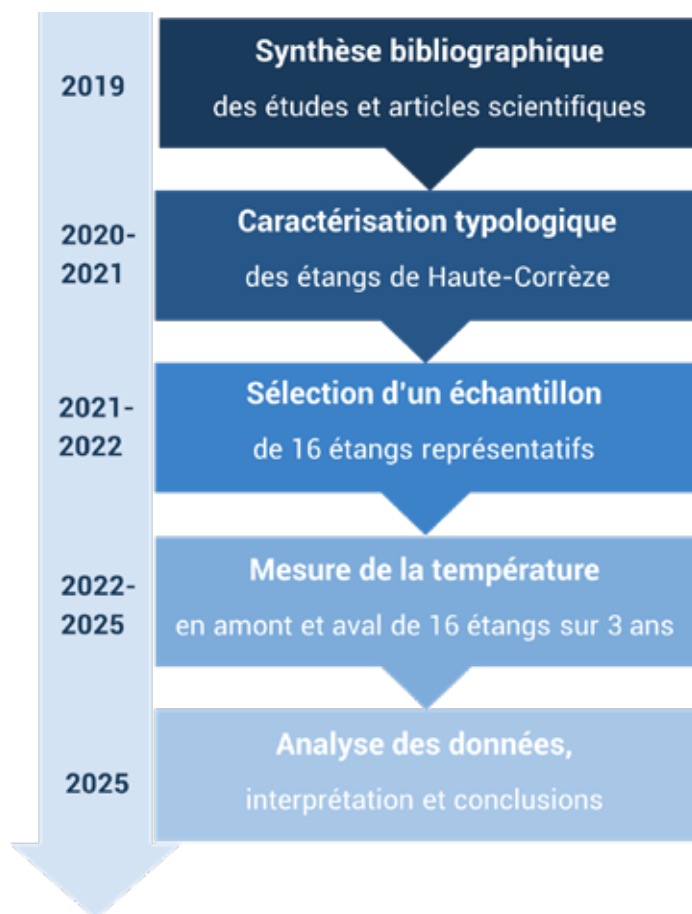 2019
Synthèse bibliographique
des études et articles scientifiques
2020-
2021
Caractérisation typologique
des étangs de Haute-Corrèze
2021-
2022
Sélection d'un échantillon
de 16 étangs représentatifs
2022-
2025
Mesure de la température
en amont et aval de 16 étangs sur 3 ans
2025
Analyse des données,
interprétation et conclusions